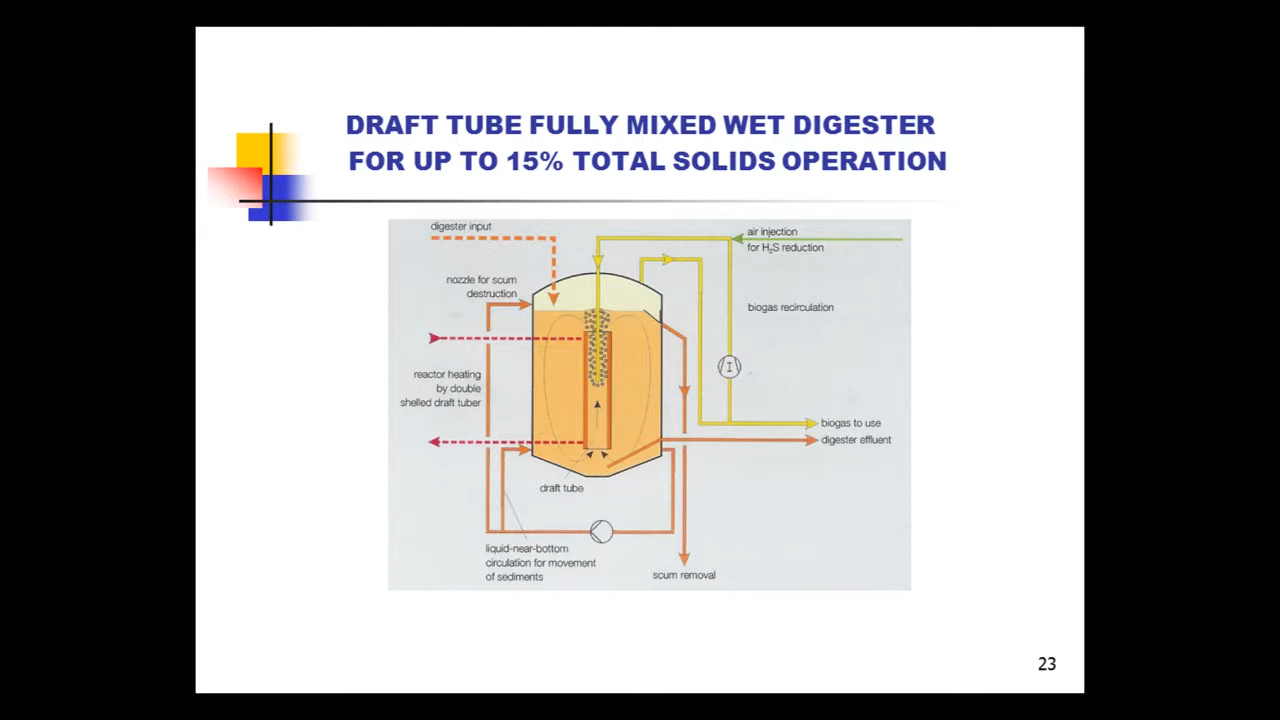 DRAFT TUBE FULLY MIXED WET DIGESTER
FOR UP TO 15% TOTAL SOLIDS OPERATION
digester input
air injection
for H₂S reduction
nozzle for scum
destruction
biogas recirculation
reactor heating
by double
shelled draft tuber
I
biogas to use
digester effluent
draft tube
liquid-near-bottom
circulation for movement
of sediments
scum removal
23